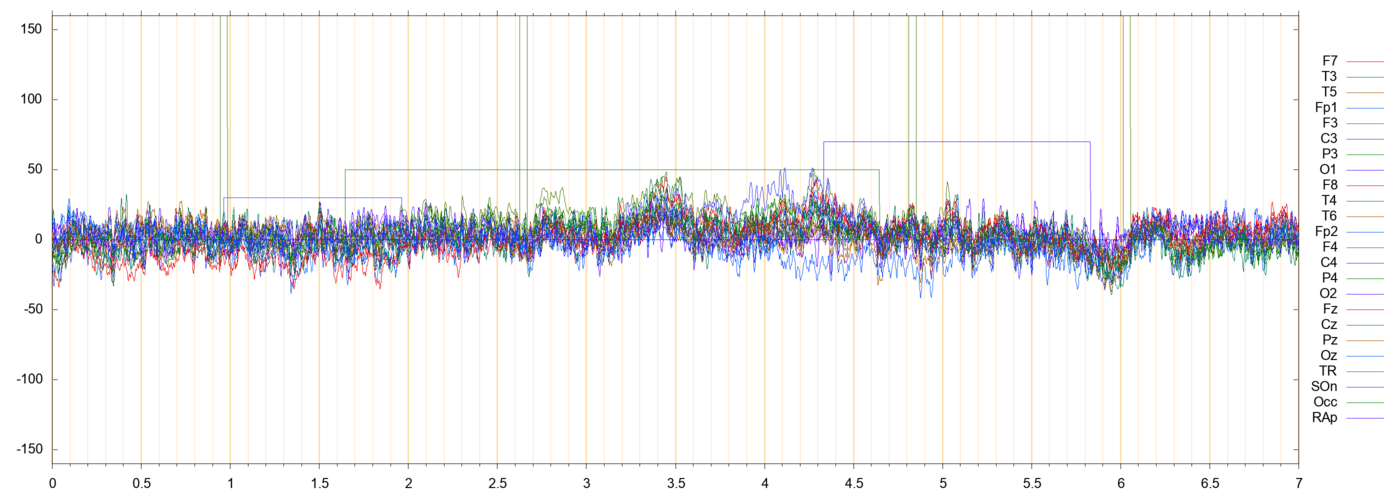 150
100
50
0
-50
-100
-150
0 0.5 1 1.5 2 2.5 3 3.5 4 4.5 5 5.5 6 6.5 7
F7
T3
T5
Fp1
F3
C3
P3
O1
F8
T4
T6
Fp2
F4
C4
P4
O2
Fz
Cz
Pz
Oz
TR
SOn
Occ
RAp